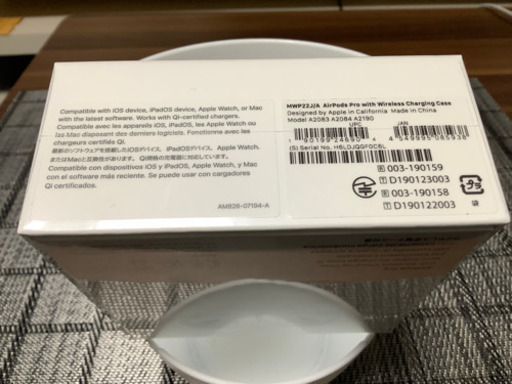 Compatible with iOS device, iPadOS device, Apple Watch, or Mac
with the latest software. Works with Qi-certified chargers.
Compatible avec les appareils iOS, iPadOS, les Apple Watch
ou Mac disposant des derniers logiciels. Fonctionne avec les
chargeurs certifiés Qi.
最新のソフトウェアを搭載したiOSデバイス、iPadOSデバイス、Apple Watch、
またはMacと互換性があります。Qi規格の充電器に対応しています。
Compatible con dispositivos iOS y iPadOS, Apple Watch, y Mac
con el software más reciente. Se puede usar con cargadores
Qi certificados.
AM926-07194-A
MWP22J/A AirPods Pro with Wireless Charging Case
Designed by Apple in California Made in China
Model A2083 A2084 A2190
UPC
JAN
(S) Serial No.
R 003-190159
T D190123003
R 003-190158
T D190122003